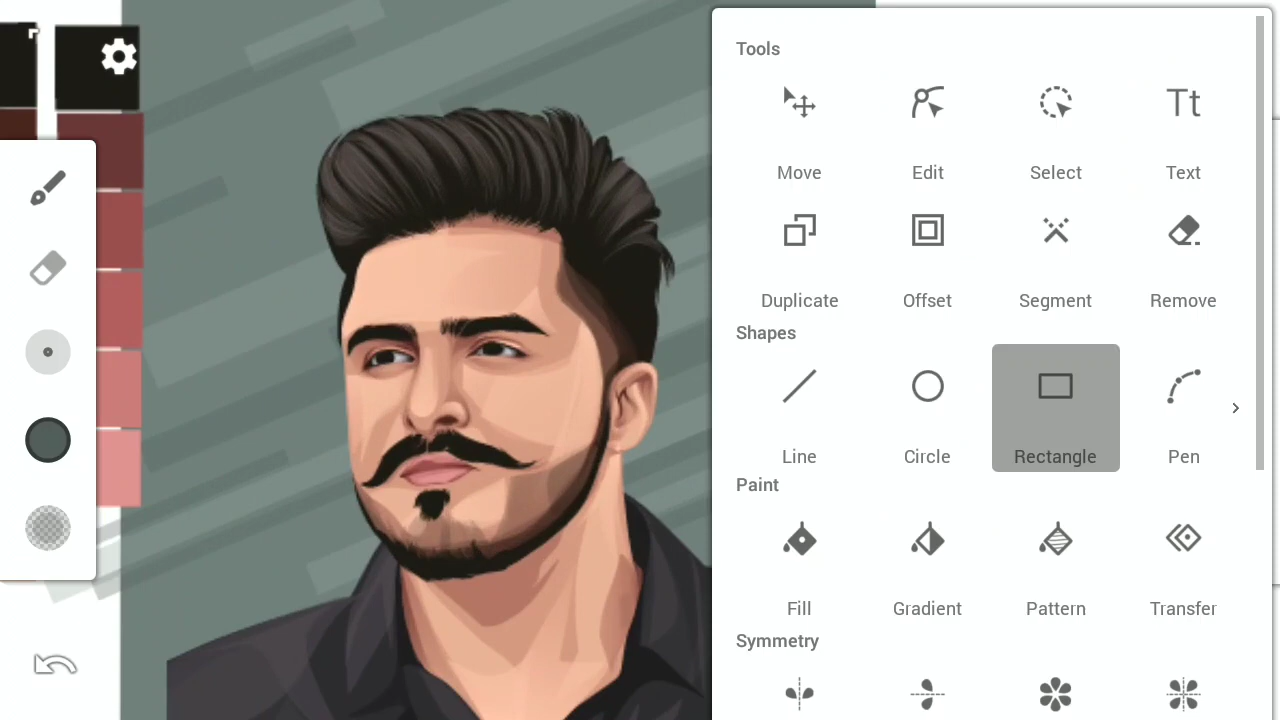 Tools
Move Edit Select Text
Duplicate Offset Segment Remove
Shapes
Line Circle Rectangle Pen
Paint
Fill Gradient Pattern Transfer
Symmetry